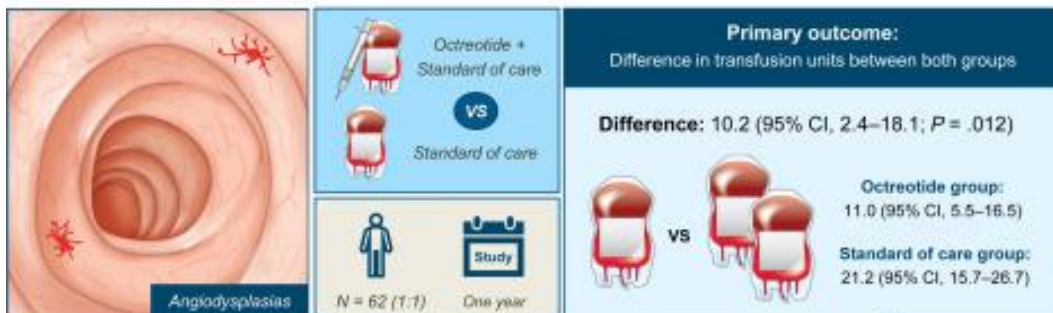 Angiodysplasias
Octreotide +
Standard of care
VS
Standard of care
Study
N = 62 (1:1)
One year
Primary outcome:
Difference in transfusion units between both groups
Difference: 10.2 (95% CI, 2.4–18.1; P = .012)
vs
Octreotide group:
11.0 (95% CI, 5.5–16.5)
Standard of care group:
21.2 (95% CI, 15.7–26.7)